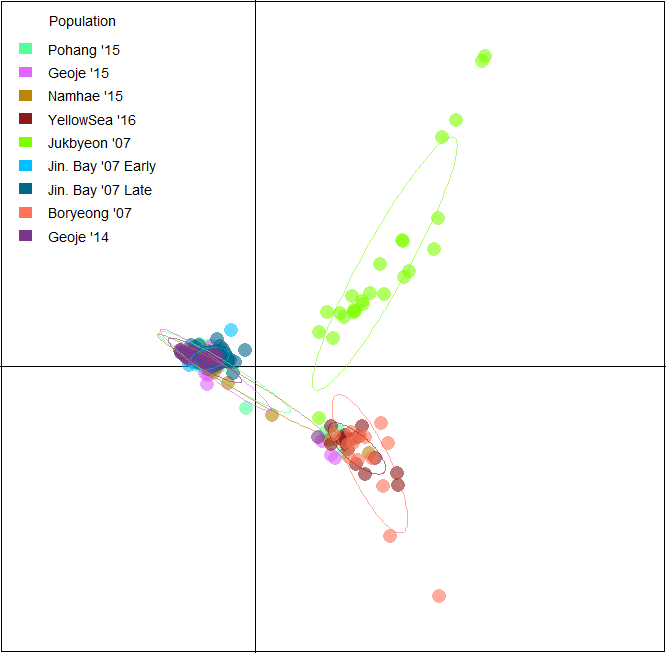 Population
Pohang '15
Geoje '15
Namhae '15
YellowSea '16
Jukbyeon '07
Jin. Bay '07 Early
Jin. Bay '07 Late
Boryeong '07
Geoje '14